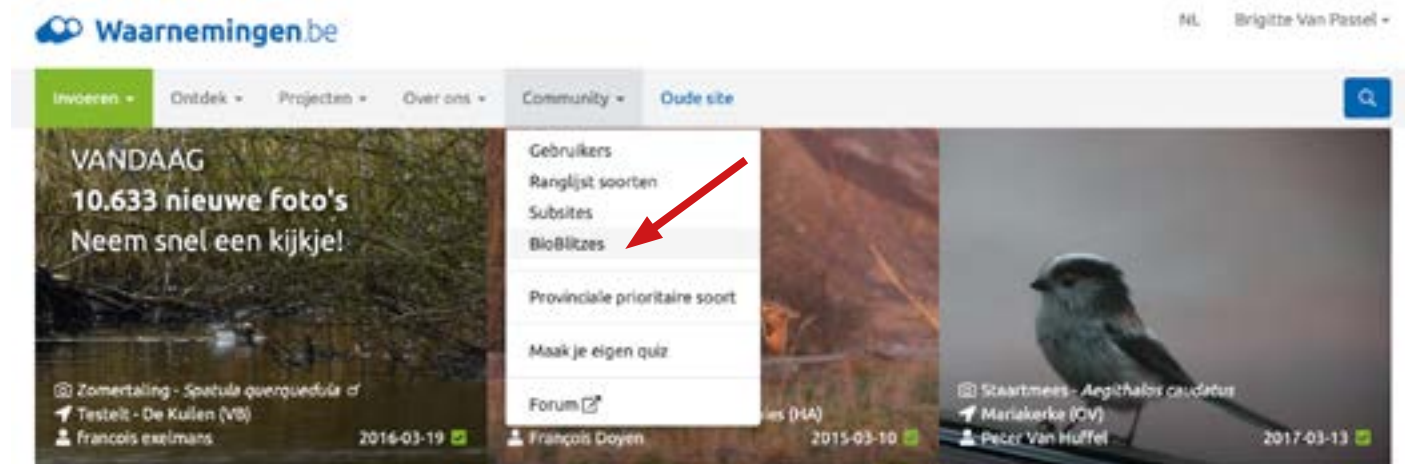 Waarnemingen.be
NL Brigitte Van Passel
Invoeren Ontdek Projecten Over ons Community Oude site
VANDAAG
10.633 nieuwe foto's
Neem snel een kijkje!
Gebruikers
Ranglijst soorten
Subsites
BioBlitzes
Provinciale prioritaire soort
Maak je eigen quiz
Forum
Zomertaling - Spatula querquedula ♂
Testelt - De Kuilen (VB)
francois exelmans 2016-03-19
(HA)
François Doyen 2015-03-10
Staartmees - Aegithalos caudatus
Mariakerke (OV)
Peter Van Huffel 2017-03-13